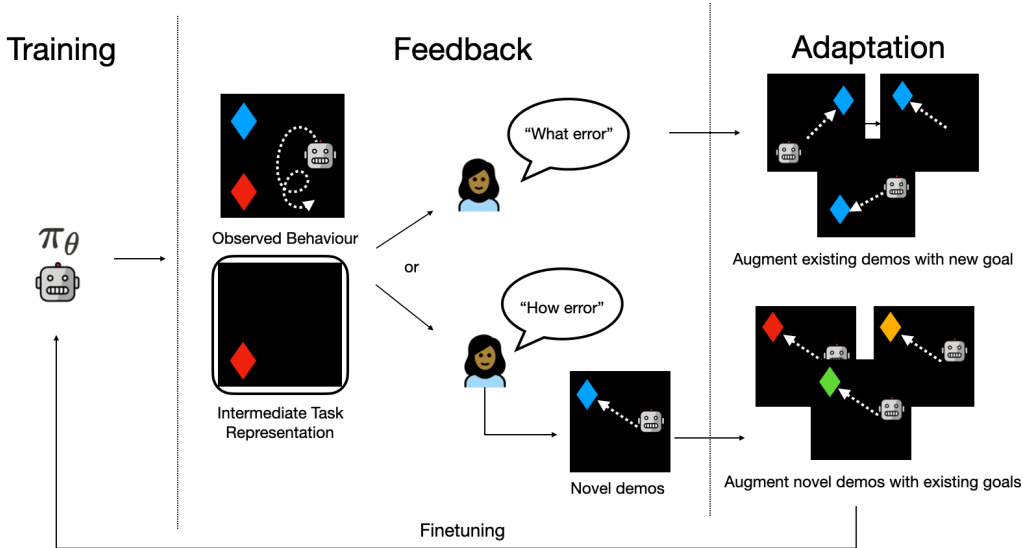 Training
Feedback
Adaptation
πθ
Observed Behaviour
Intermediate Task
Representation
or
“What error”
“How error”
Novel demos
Augment existing demos with new goal
Augment novel demos with existing goals
Finetuning